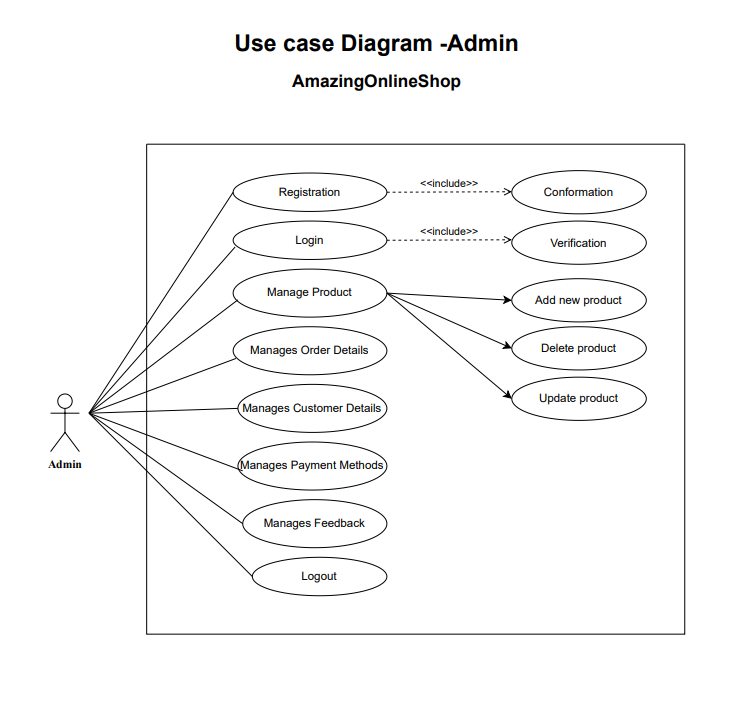 Use case Diagram -Admin
AmazingOnlineShop
Registration
<<include>>
Conformation
Login
<<include>>
Verification
Manage Product
Add new product
Manages Order Details
Delete product
Manages Customer Details
Update product
Admin
Manages Payment Methods
Manages Feedback
Logout